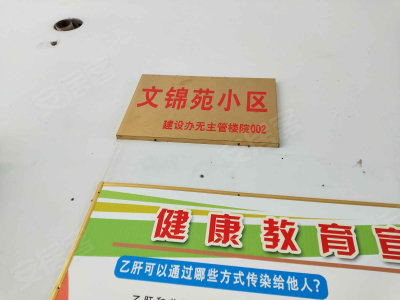 文锦苑小区
建设办无主管楼院002
健康教育宣
乙肝可以通过哪些方式传染给他人?